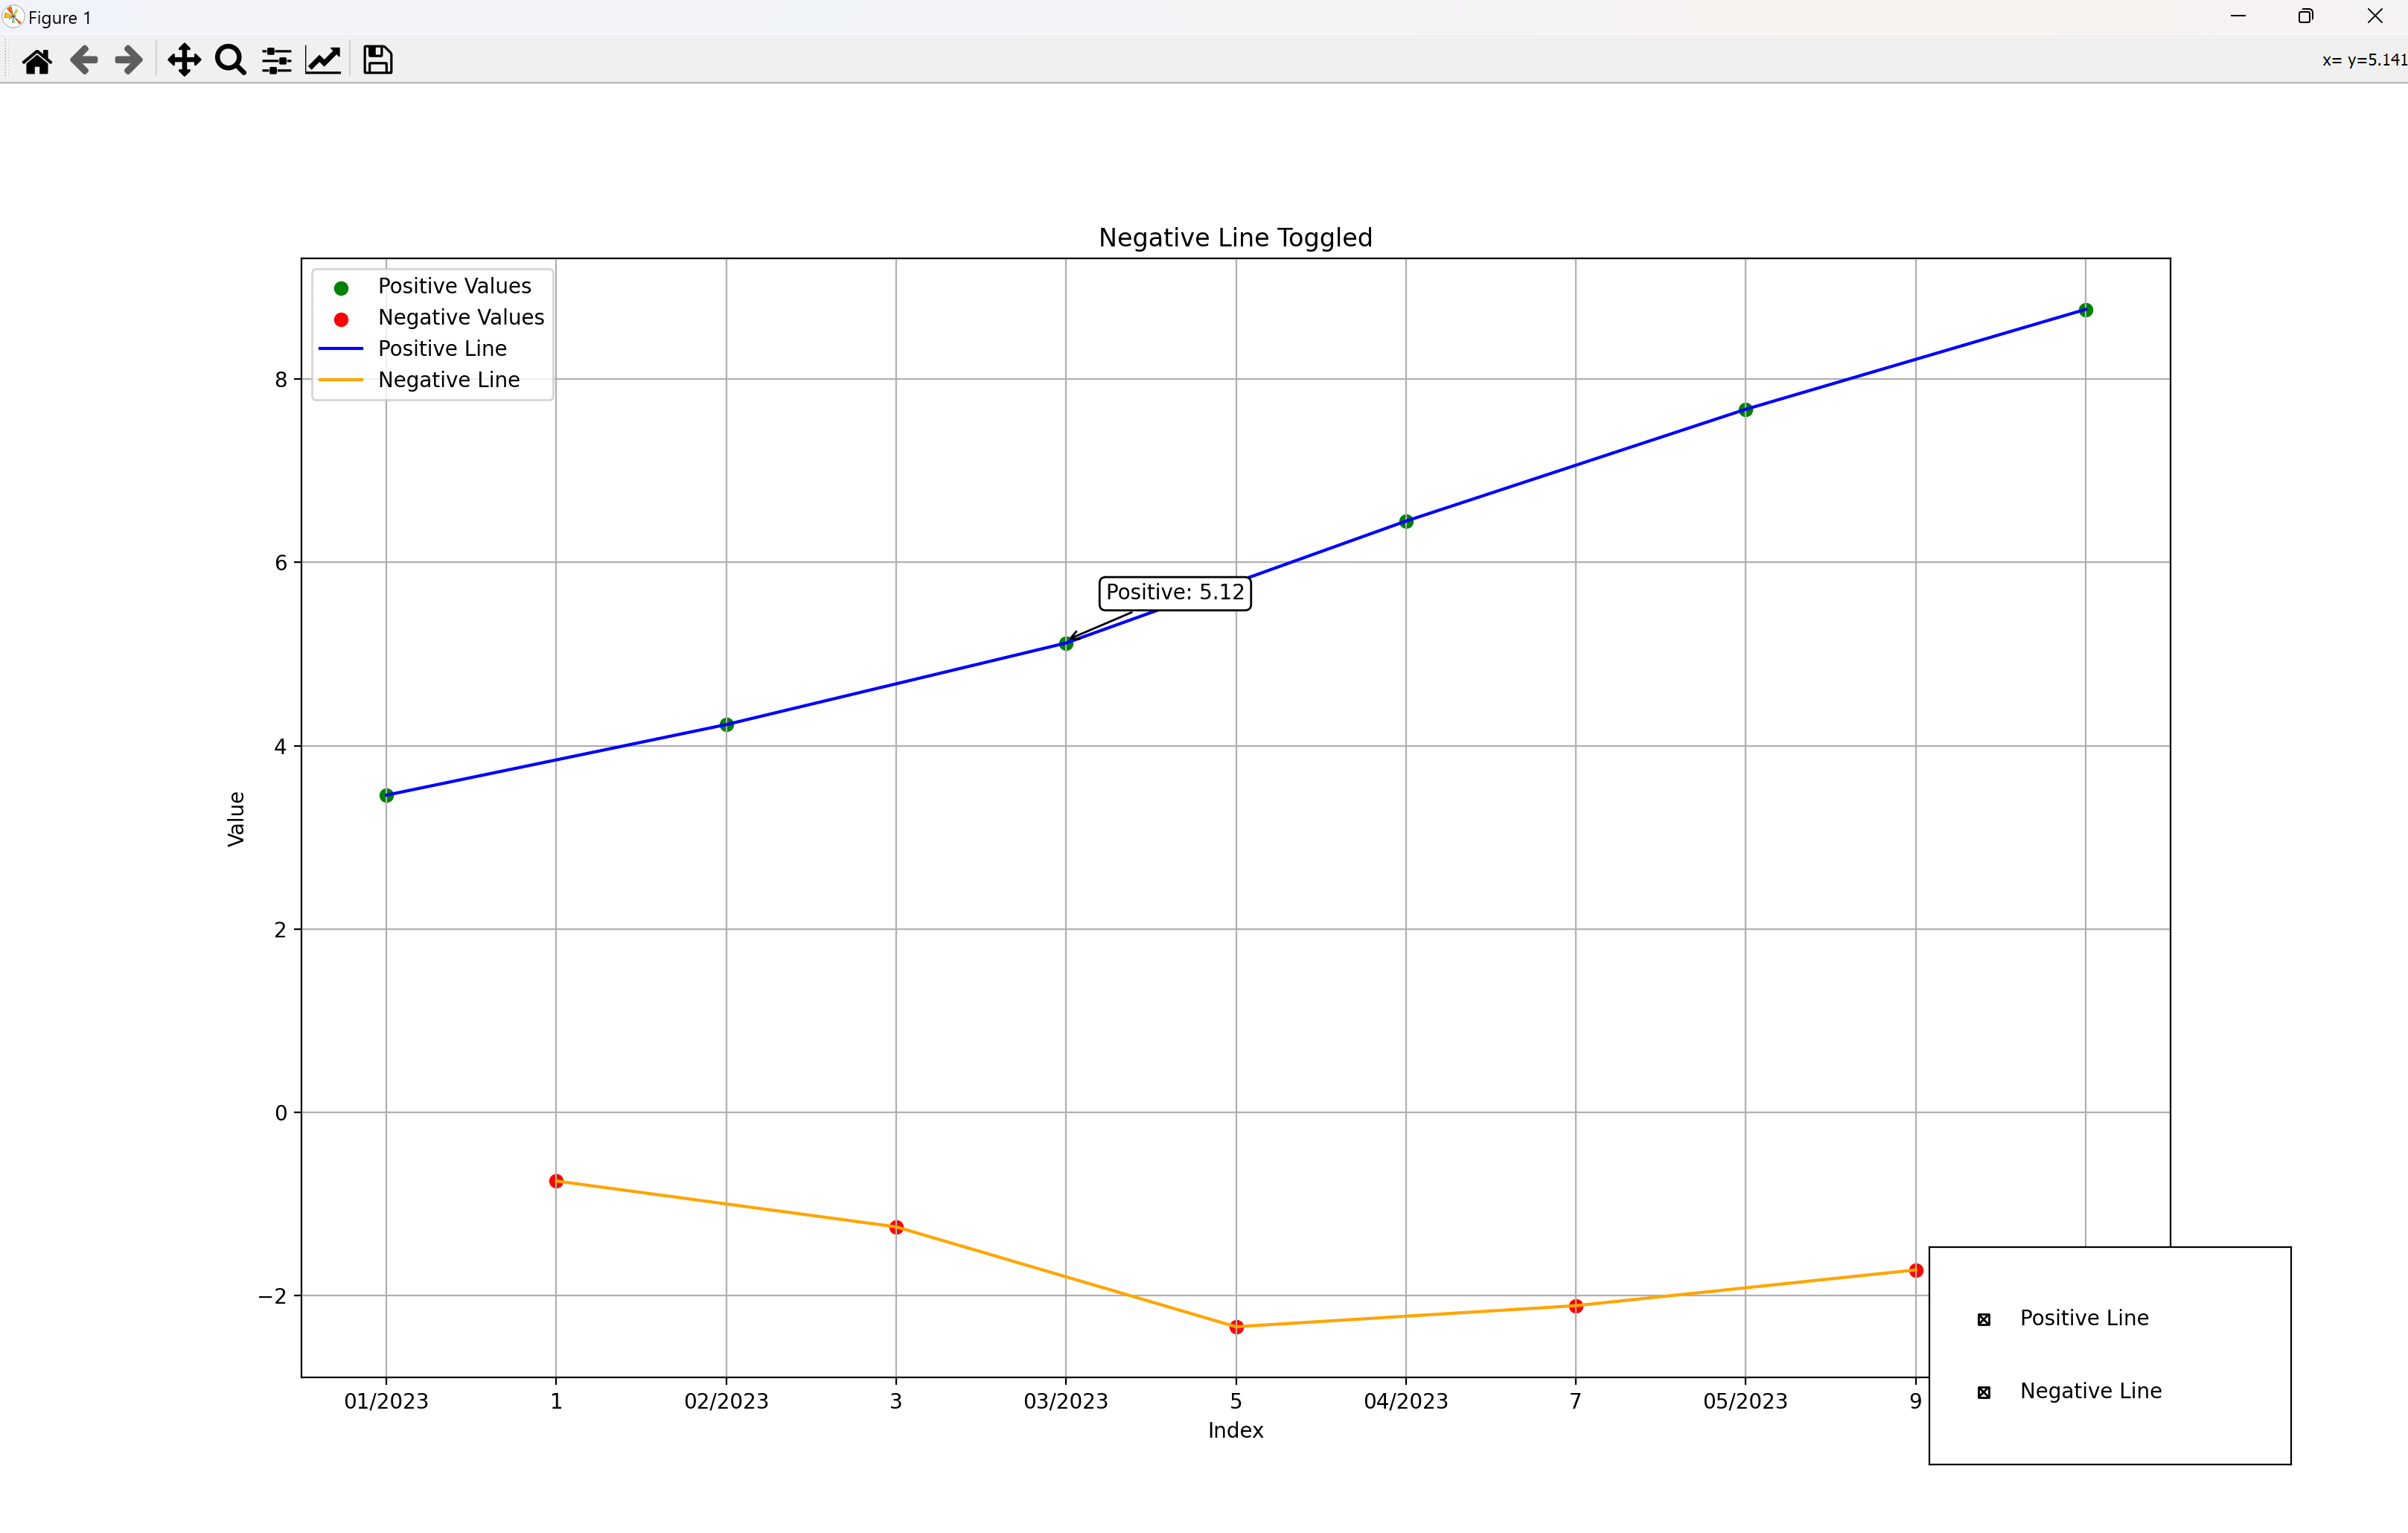 Figure 1
x= y=5.141
Negative Line Toggled
Positive Values
Negative Values
Positive Line
Negative Line
8
6
4
2
0
−2
Value
Positive: 5.12
01/2023 1 02/2023 3 03/2023 5 04/2023 7 05/2023 9
Index
Positive Line
Negative Line